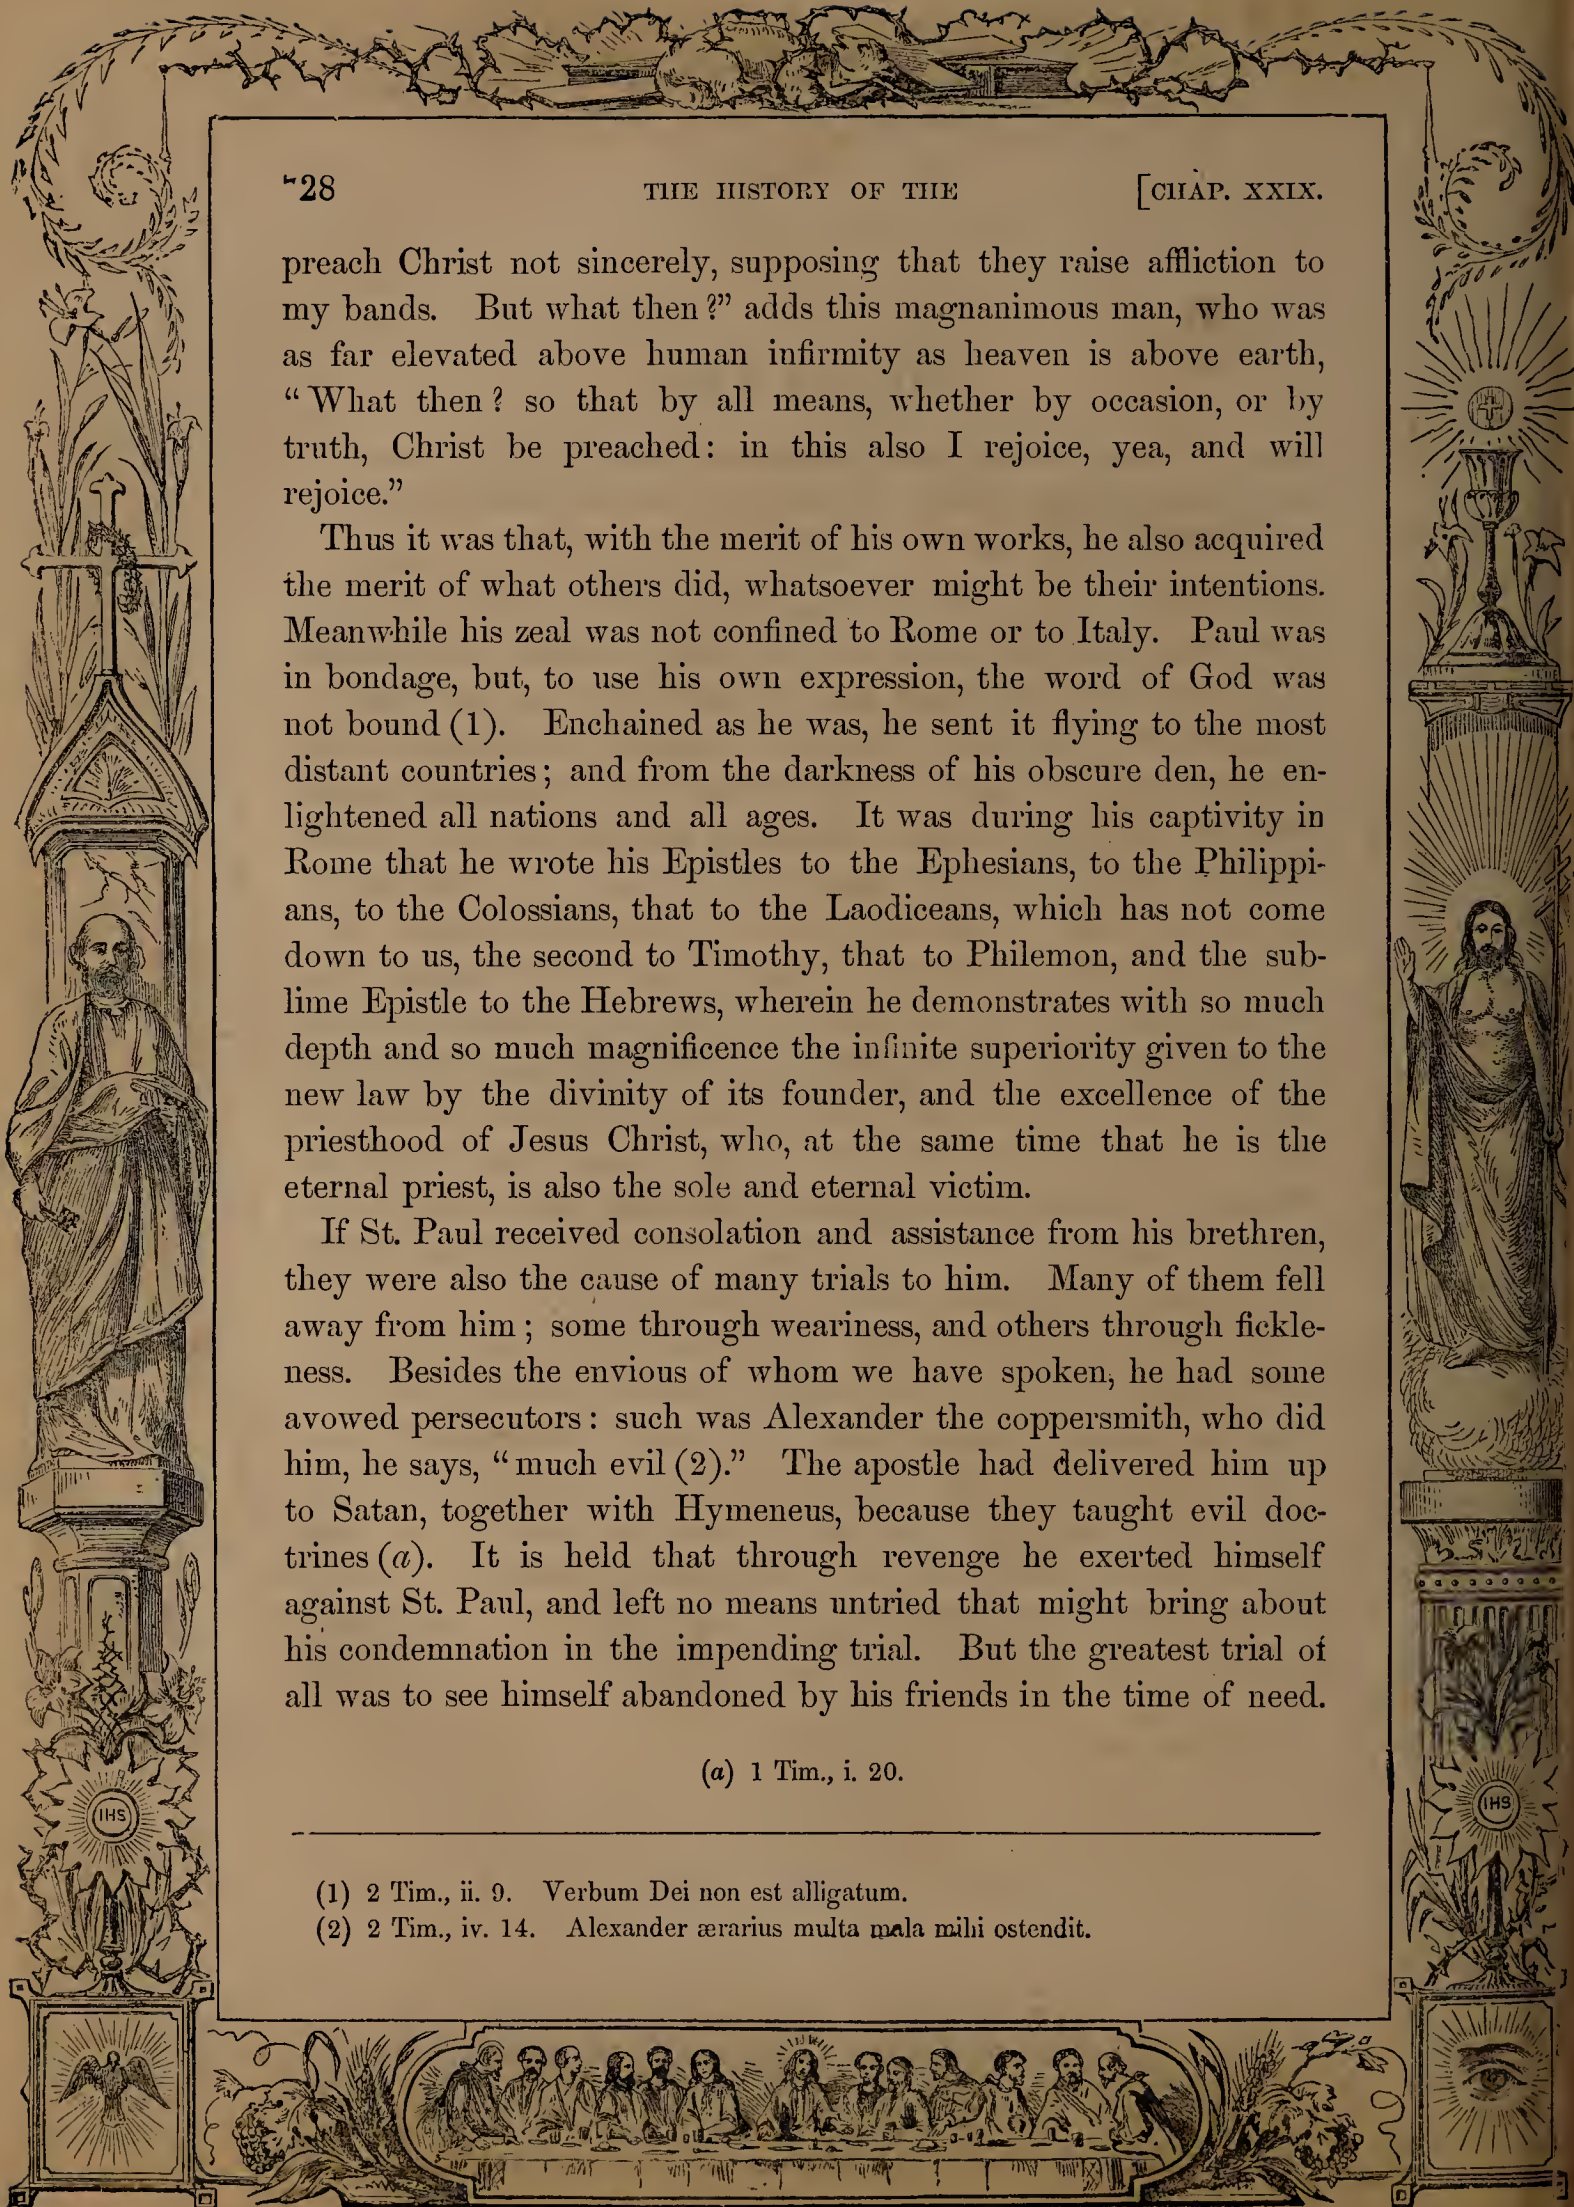 28 THE HISTORY OF THE [CHAP. XXIX.
preach Christ not sincerely, supposing that they raise affliction to
my bands. But what then?” adds this magnanimous man, who was
as far elevated above human infirmity as heaven is above earth,
“What then? so that by all means, whether by occasion, or by
truth, Christ be preached: in this also I rejoice, yea, and will
rejoice.”
Thus it was that, with the merit of his own works, he also acquired
the merit of what others did, whatsoever might be their intentions.
Meanwhile his zeal was not confined to Rome or to Italy. Paul was
in bondage, but, to use his own expression, the word of God was
not bound (1). Enchained as he was, he sent it flying to the most
distant countries; and from the darkness of his obscure den, he en-
lightened all nations and all ages. It was during his captivity in
Rome that he wrote his Epistles to the Ephesians, to the Philippi-
ans, to the Colossians, that to the Laodiceans, which has not come
down to us, the second to Timothy, that to Philemon, and the sub-
lime Epistle to the Hebrews, wherein he demonstrates with so much
depth and so much magnificence the infinite superiority given to the
new law by the divinity of its founder, and the excellence of the
priesthood of Jesus Christ, who, at the same time that he is the
eternal priest, is also the sole and eternal victim.
If St. Paul received consolation and assistance from his brethren,
they were also the cause of many trials to him. Many of them fell
away from him; some through weariness, and others through fickle-
ness. Besides the envious of whom we have spoken, he had some
avowed persecutors: such was Alexander the coppersmith, who did
him, he says, “much evil (2).” The apostle had delivered him up
to Satan, together with Hymeneus, because they taught evil doc-
trines (a). It is held that through revenge he exerted himself
against St. Paul, and left no means untried that might bring about
his condemnation in the impending trial. But the greatest trial of
all was to see himself abandoned by his friends in the time of need.
(a) 1 Tim., i. 20.
(1) 2 Tim., ii. 9. Verbum Dei non est alligatum.
(2) 2 Tim., iv. 14. Alexander ærarius multa mala mihi ostendit.
IHS
IHS